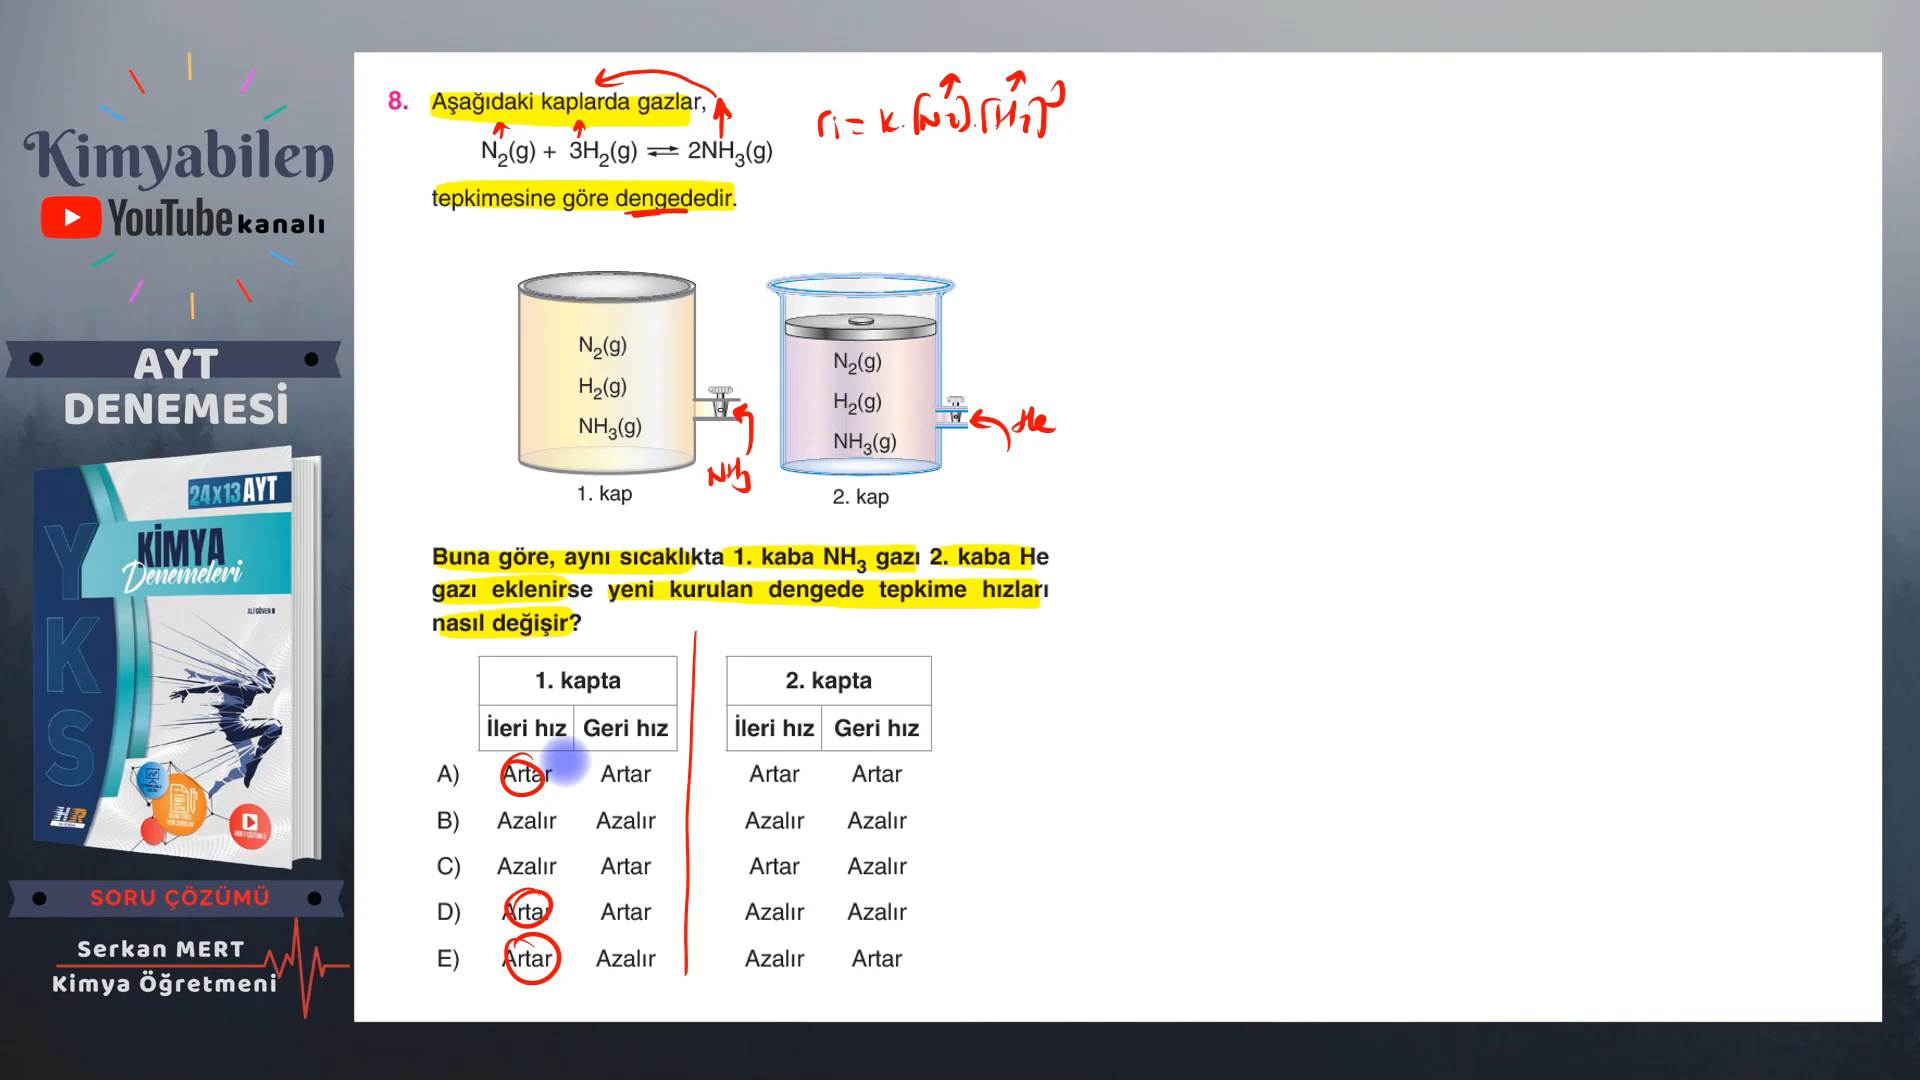 Kimyabilen
YouTube kanalı
AYT
DENEMESİ
24x13 AYT
YKS
KİMYA
Denemeleri
ALİ GÜVEN
SORU ÇÖZÜMÜ
Serkan MERT
Kimya Öğretmeni
8. Aşağıdaki kaplarda gazlar,
rᵢ = k.[N₂].[H₂]³
N₂(g) + 3H₂(g) ⇌ 2NH₃(g)
tepkimesine göre dengededir.
N₂(g)
H₂(g)
NH₃(g)
NH₃
1. kap
N₂(g)
H₂(g)
NH₃(g)
He
2. kap
Buna göre, aynı sıcaklıkta 1. kaba NH₃ gazı 2. kaba He
gazı eklenirse yeni kurulan dengede tepkime hızları
nasıl değişir?
1. kapta 2. kapta
İleri hız Geri hız İleri hız Geri hız
A) Artar Artar Artar Artar
B) Azalır Azalır Azalır Azalır
C) Azalır Artar Artar Azalır
D) Artar Artar Azalır Azalır
E) Artar Azalır Azalır Artar